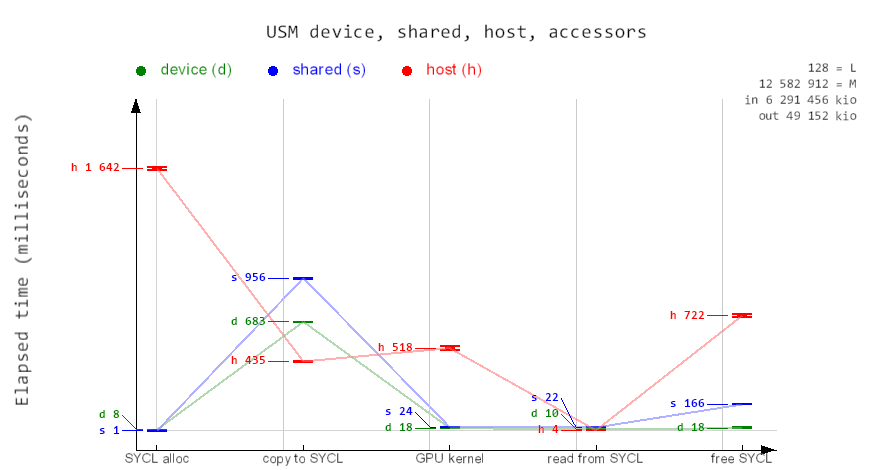 USM device, shared, host, accessors
device (d) shared (s) host (h)
128 = L
12 582 912 = M
in 6 291 456 kio
out 49 152 kio
Elapsed time (milliseconds)
h 1 642
s 956
d 683
h 435
h 518
h 722
s 22
s 24
d 10
d 8
s 1
d 18
h 4
s 166
d 18
SYCL alloc copy to SYCL GPU kernel read from SYCL free SYCL